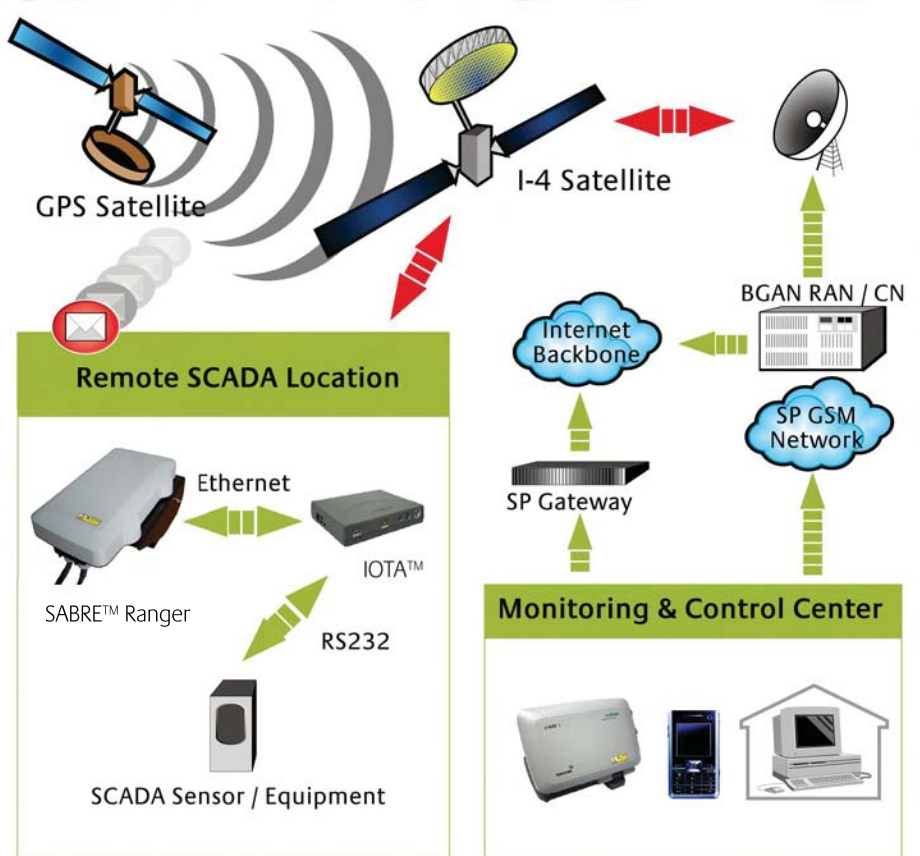 GPS Satellite
I-4 Satellite
BGAN RAN / CN
Internet
Backbone
SP GSM
Network
SP Gateway
Remote SCADA Location
Ethernet
IOTA™
SABRE™ Ranger
RS232
SCADA Sensor / Equipment
Monitoring & Control Center